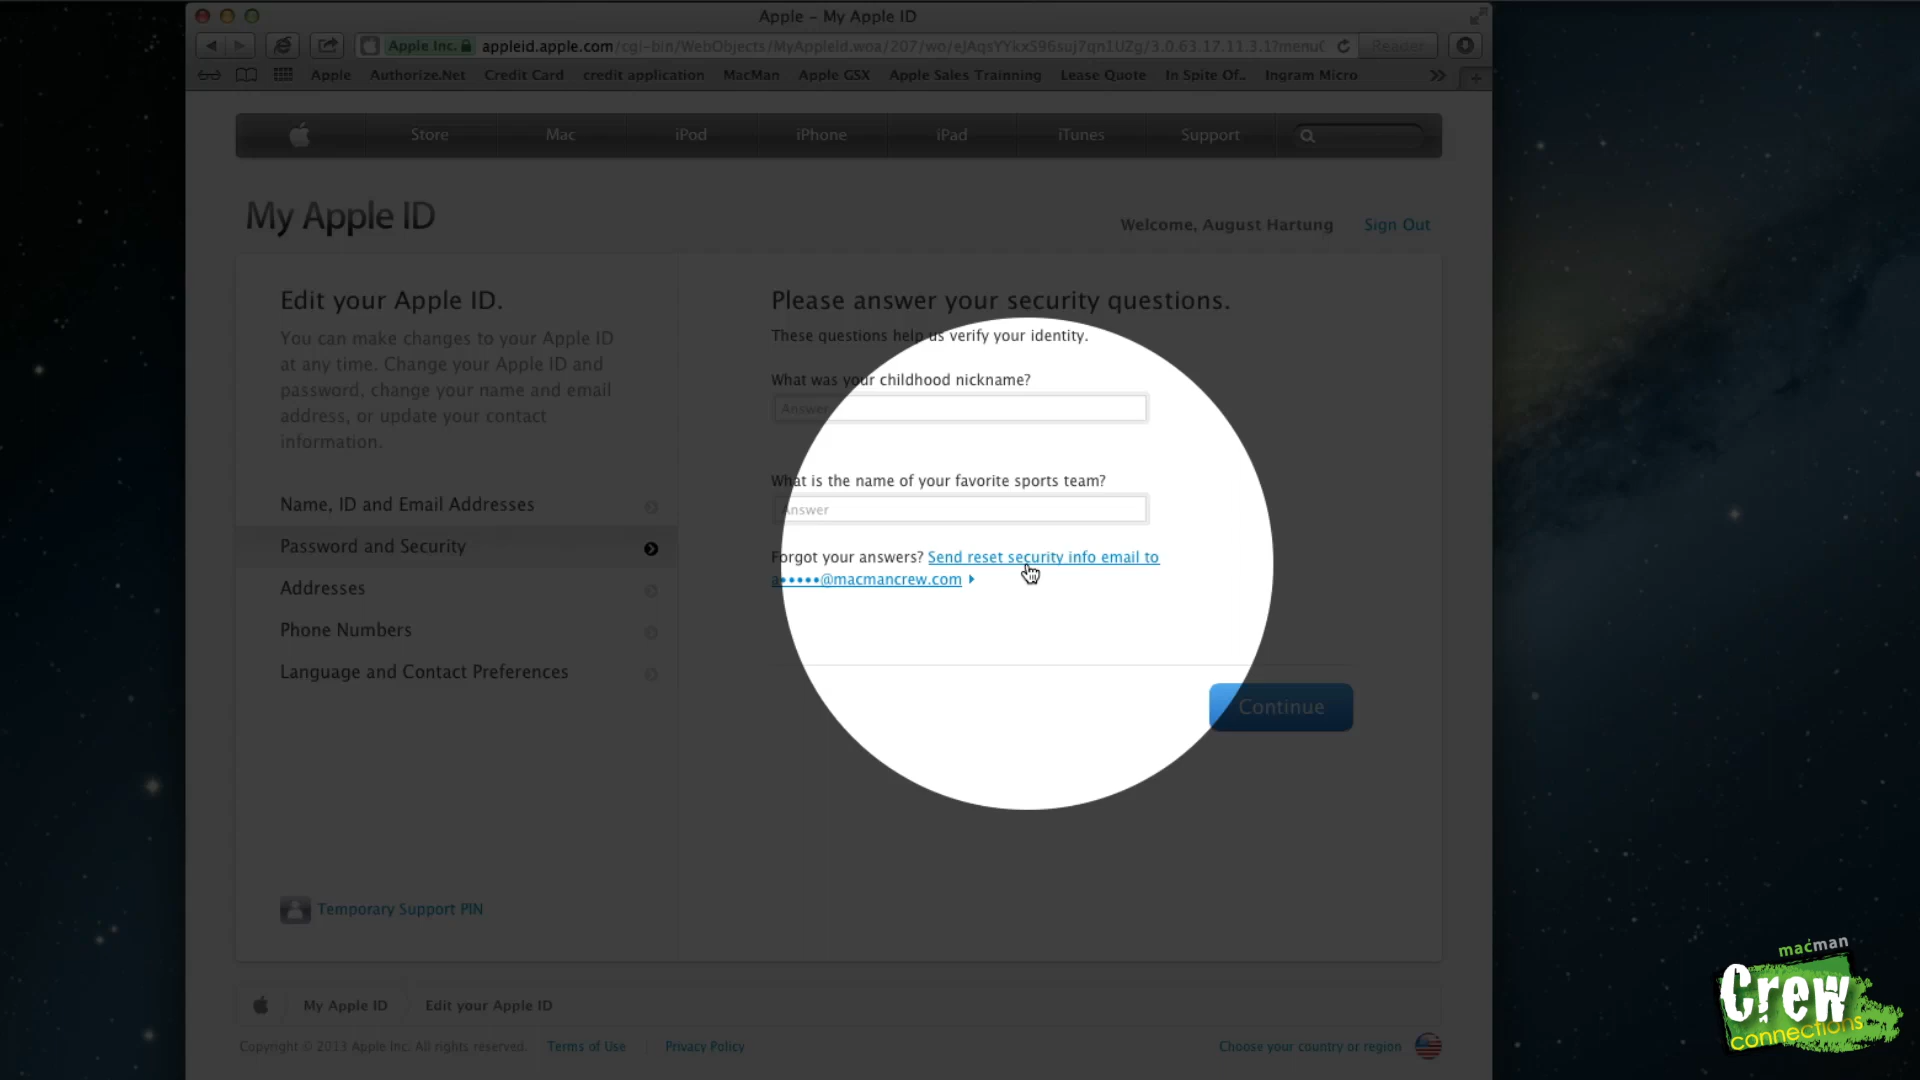 Apple – My Apple ID
Apple Inc. appleid.apple.com/cgi-bin/WebObjects/MyAppleId.woa/207/wo/ Reader
Apple Authorize.Net Credit Card credit application MacMan Apple GSX Apple Sales Trainning Lease Quote In Spite Of.. Ingram Micro
Store Mac iPod iPhone iPad iTunes Support
My Apple ID
Welcome, August Hartung Sign Out
Edit your Apple ID.
You can make changes to your Apple ID
at any time. Change your Apple ID and
password, change your name and email
address, or update your contact
information.
Name, ID and Email Addresses
Password and Security
Addresses
Phone Numbers
Language and Contact Preferences
Temporary Support PIN
Please answer your security questions.
These questions help us verify your identity.
What was your childhood nickname?
Answer
What is the name of your favorite sports team?
Answer
Forgot your answers? Send reset security info email to
a•••••@macmancrew.com
Continue
My Apple ID Edit your Apple ID
Copyright © 2013 Apple Inc. All rights reserved. Terms of Use Privacy Policy
Choose your country or region
macman
Crew
connections